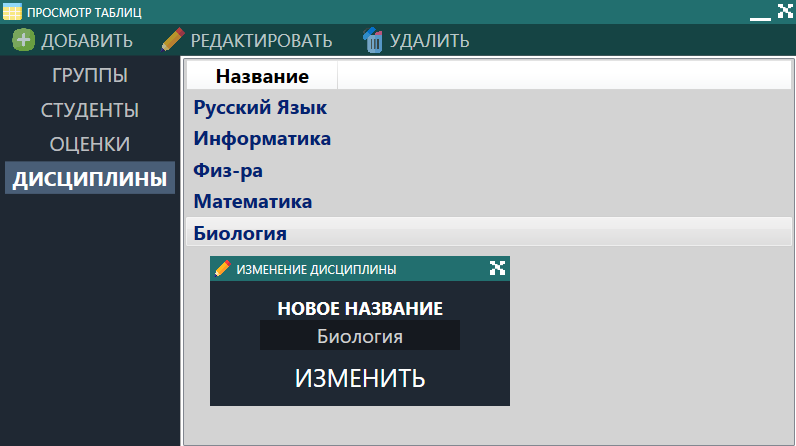 ПРОСМОТР ТАБЛИЦ
ДОБАВИТЬ РЕДАКТИРОВАТЬ УДАЛИТЬ
ГРУППЫ
СТУДЕНТЫ
ОЦЕНКИ
ДИСЦИПЛИНЫ
Название
Русский Язык
Информатика
Физ-ра
Математика
Биология
ИЗМЕНЕНИЕ ДИСЦИПЛИНЫ
НОВОЕ НАЗВАНИЕ
Биология
ИЗМЕНИТЬ